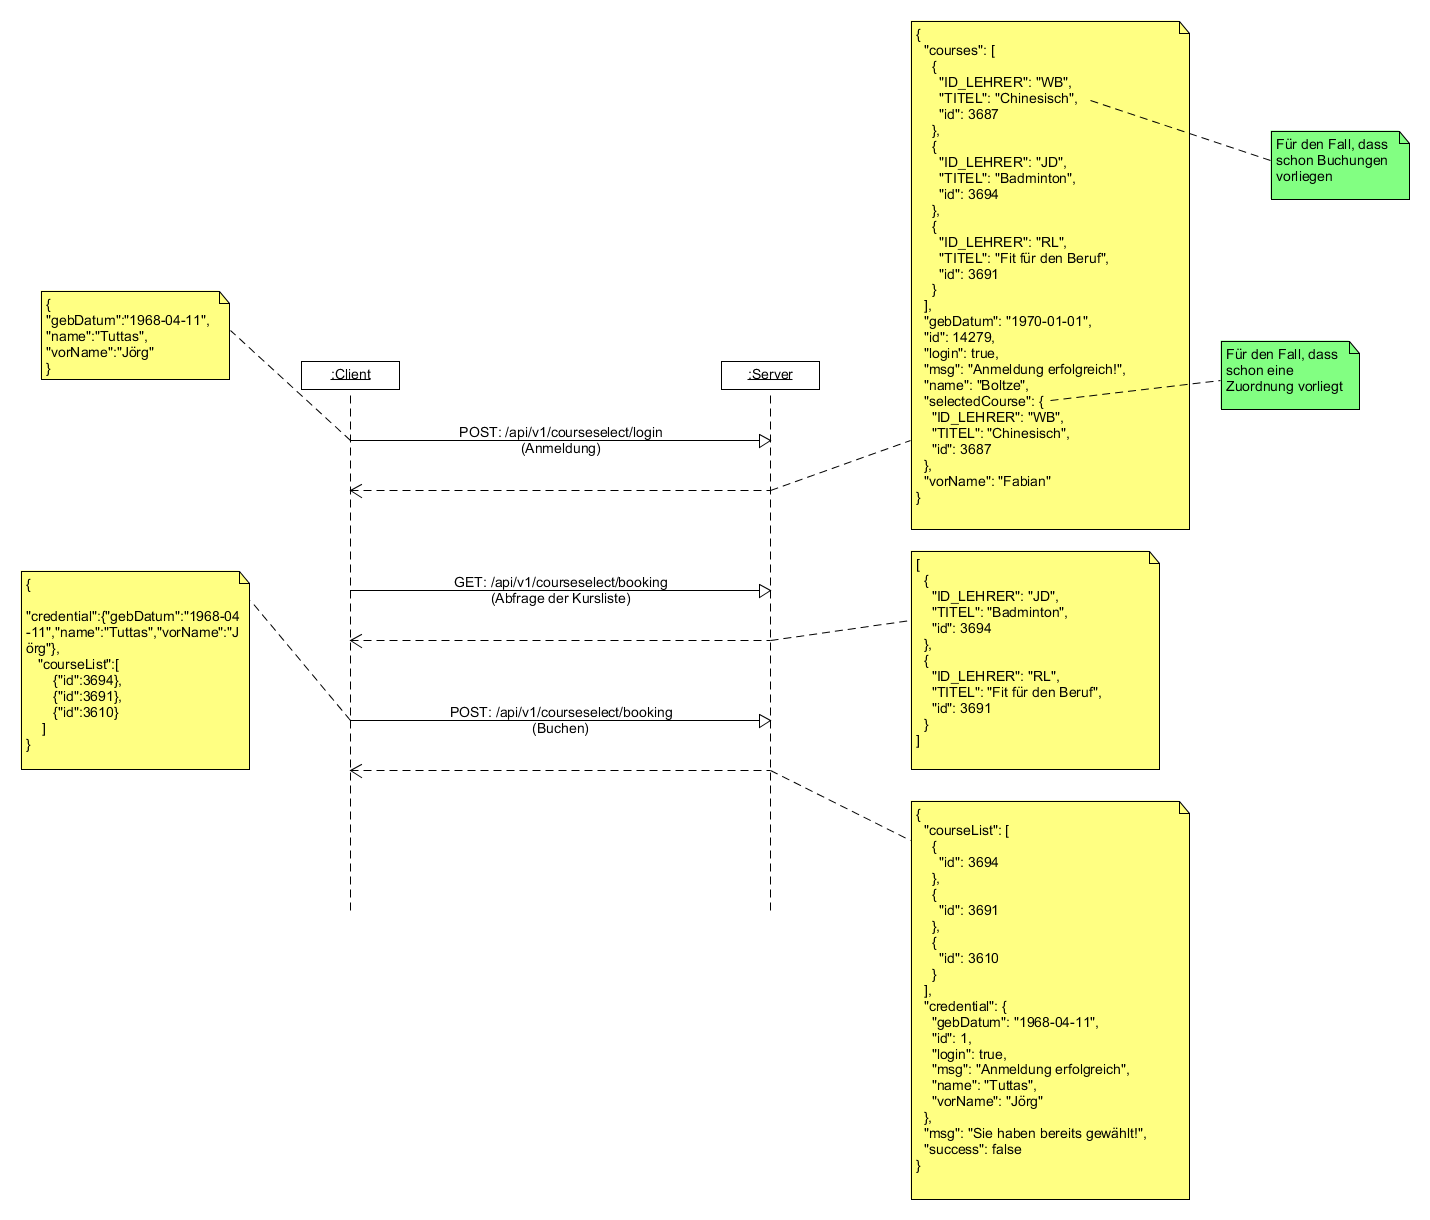 {
"gebDatum":"1968-04-11",
"name":"Tuttas",
"vorName":"Jörg"
}
:Client
:Server
POST: /api/v1/courseselect/login
(Anmeldung)
{
"courses": [
{
"ID_LEHRER": "WB",
"TITEL": "Chinesisch",
"id": 3687
},
{
"ID_LEHRER": "JD",
"TITEL": "Badminton",
"id": 3694
},
{
"ID_LEHRER": "RL",
"TITEL": "Fit für den Beruf",
"id": 3691
}
],
"gebDatum": "1970-01-01",
"id": 14279,
"login": true,
"msg": "Anmeldung erfolgreich!",
"name": "Boltze",
"selectedCourse": {
"ID_LEHRER": "WB",
"TITEL": "Chinesisch",
"id": 3687
},
"vorName": "Fabian"
}
Für den Fall, dass
schon Buchungen
vorliegen
Für den Fall, dass
schon eine
Zuordnung vorliegt
GET: /api/v1/courseselect/booking
(Abfrage der Kursliste)
[
{
"ID_LEHRER": "JD",
"TITEL": "Badminton",
"id": 3694
},
{
"ID_LEHRER": "RL",
"TITEL": "Fit für den Beruf",
"id": 3691
}
]
{
"credential":{"gebDatum":"1968-04
-11","name":"Tuttas","vorName":"J
örg"},
"courseList":[
{"id":3694},
{"id":3691},
{"id":3610}
]
}
POST: /api/v1/courseselect/booking
(Buchen)
{
"courseList": [
{
"id": 3694
},
{
"id": 3691
},
{
"id": 3610
}
],
"credential": {
"gebDatum": "1968-04-11",
"id": 1,
"login": true,
"msg": "Anmeldung erfolgreich",
"name": "Tuttas",
"vorName": "Jörg"
},
"msg": "Sie haben bereits gewählt!",
"success": false
}